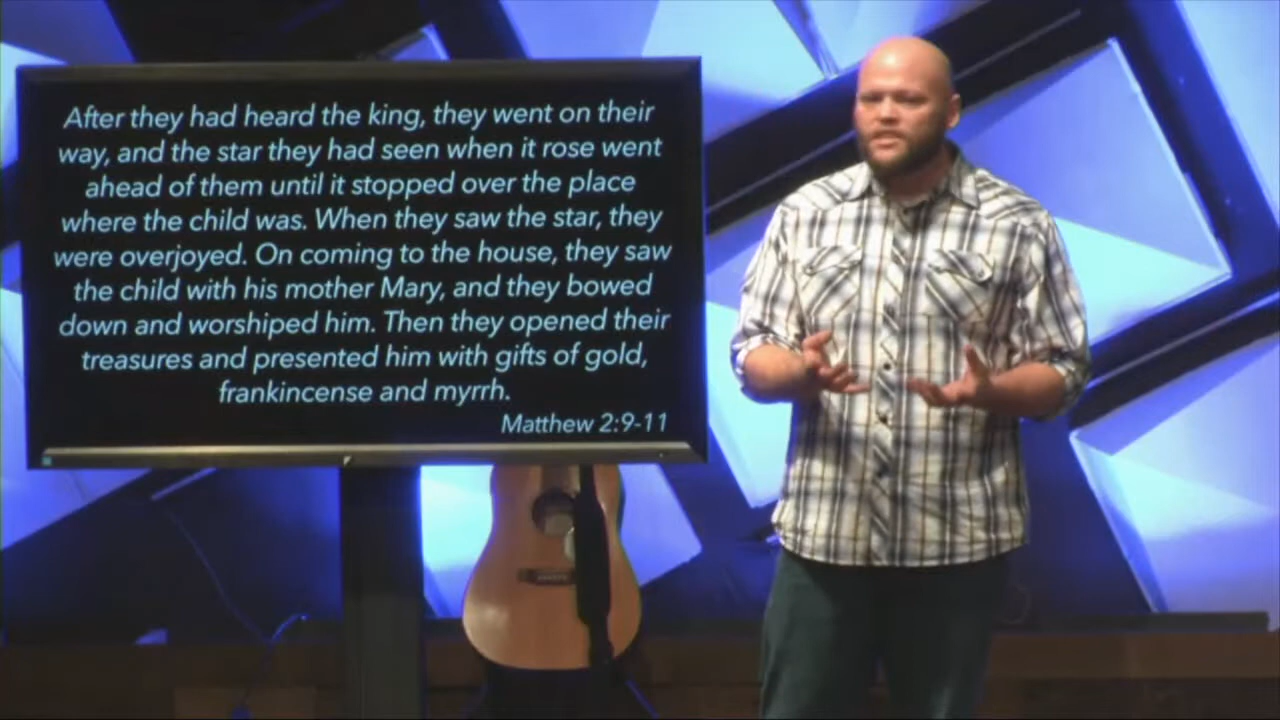 After they had heard the king, they went on their
way, and the star they had seen when it rose went
ahead of them until it stopped over the place
where the child was. When they saw the star, they
were overjoyed. On coming to the house, they saw
the child with his mother Mary, and they bowed
down and worshiped him. Then they opened their
treasures and presented him with gifts of gold,
frankincense and myrrh.
Matthew 2:9-11